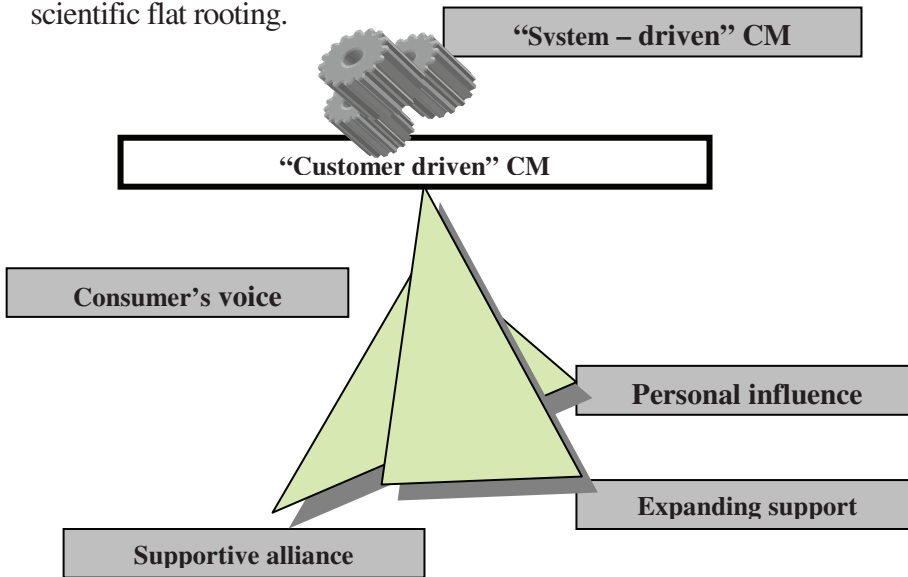 scientific flat rooting.
“System – driven” CM
“Customer driven” CM
Consumer’s voice
Personal influence
Expanding support
Supportive alliance